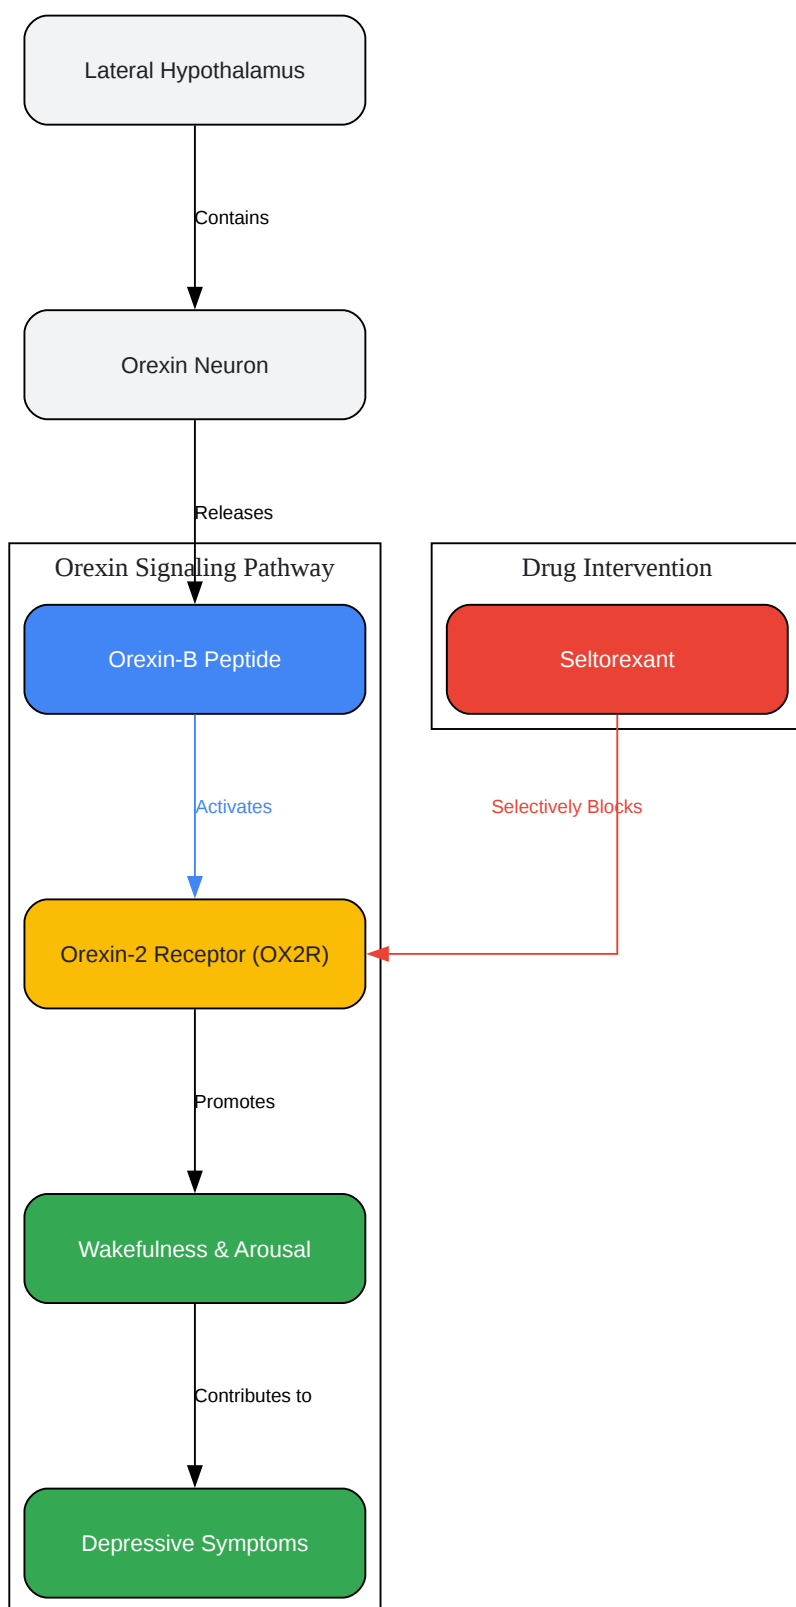 Lateral Hypothalamus
Contains
Orexin Neuron
Releases
Orexin Signaling Pathway
Drug Intervention
Orexin-B Peptide
Seltorexant
Activates
Selectively Blocks
Orexin-2 Receptor (OX2R)
Promotes
Wakefulness & Arousal
Contributes to
Depressive Symptoms